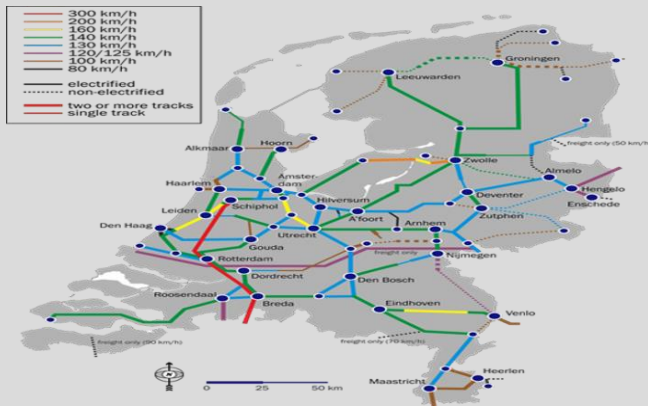 300 km/h
200 km/h
160 km/h
140 km/h
130 km/h
120/125 km/h
100 km/h
80 km/h
electrified
non-electrified
two or more tracks
single track
Groningen
Leeuwarden
freight only (50 km/h)
Hoorn
Alkmaar
Zwolle
Almelo
Amster-
dam
Haarlem
Hengelo
Schiphol
Hilversum
Deventer
Enschede
Leiden
A'foort
Zutphen
Den Haag
Utrecht
Arnhem
Gouda
freight only
Nijmegen
Rotterdam
Dordrecht
Den Bosch
Roosendaal
Breda
Eindhoven
Venlo
freight only (90 km/h)
freight only (70 km/h)
Heerlen
Maastricht
N
0 25 50 km